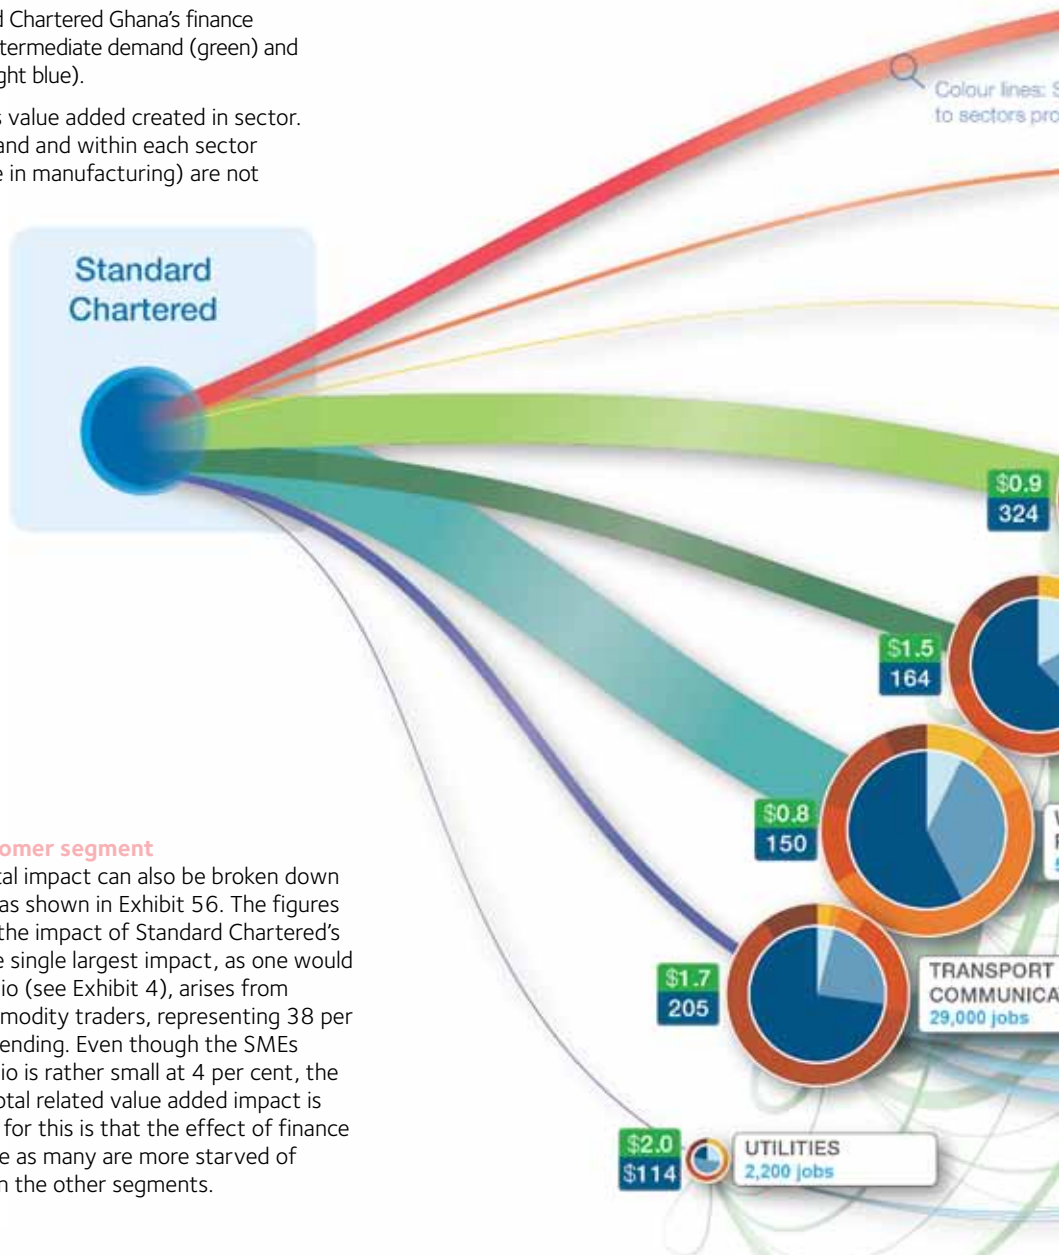 Chartered Ghana's finance
termediate demand (green) and
ght blue).
value added created in sector.
and and within each sector
in manufacturing) are not
Colour lines:
to sectors pro
Standard
Chartered
$0.9
324
$1.5
164
$0.8
150
$1.7
205
TRANSPORT
COMMUNICA
29,000 jobs
$2.0
$114
UTILITIES
2,200 jobs
omer segment
tal impact can also be broken down
as shown in Exhibit 56. The figures
the impact of Standard Chartered's
e single largest impact, as one would
io (see Exhibit 4), arises from
mmodity traders, representing 38 per
ending. Even though the SMEs
io is rather small at 4 per cent, the
otal related value added impact is
for this is that the effect of finance
e as many are more starved of
n the other segments.